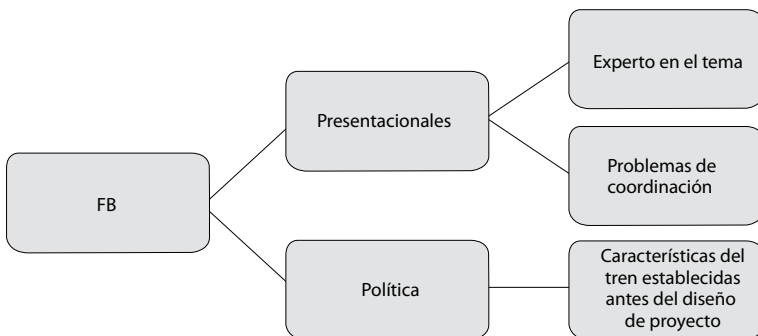 Experto en el tema
Presentacionales
Problemas de
coordinación
FB
Política
Características del
tren establecidas
antes del diseño
de proyecto